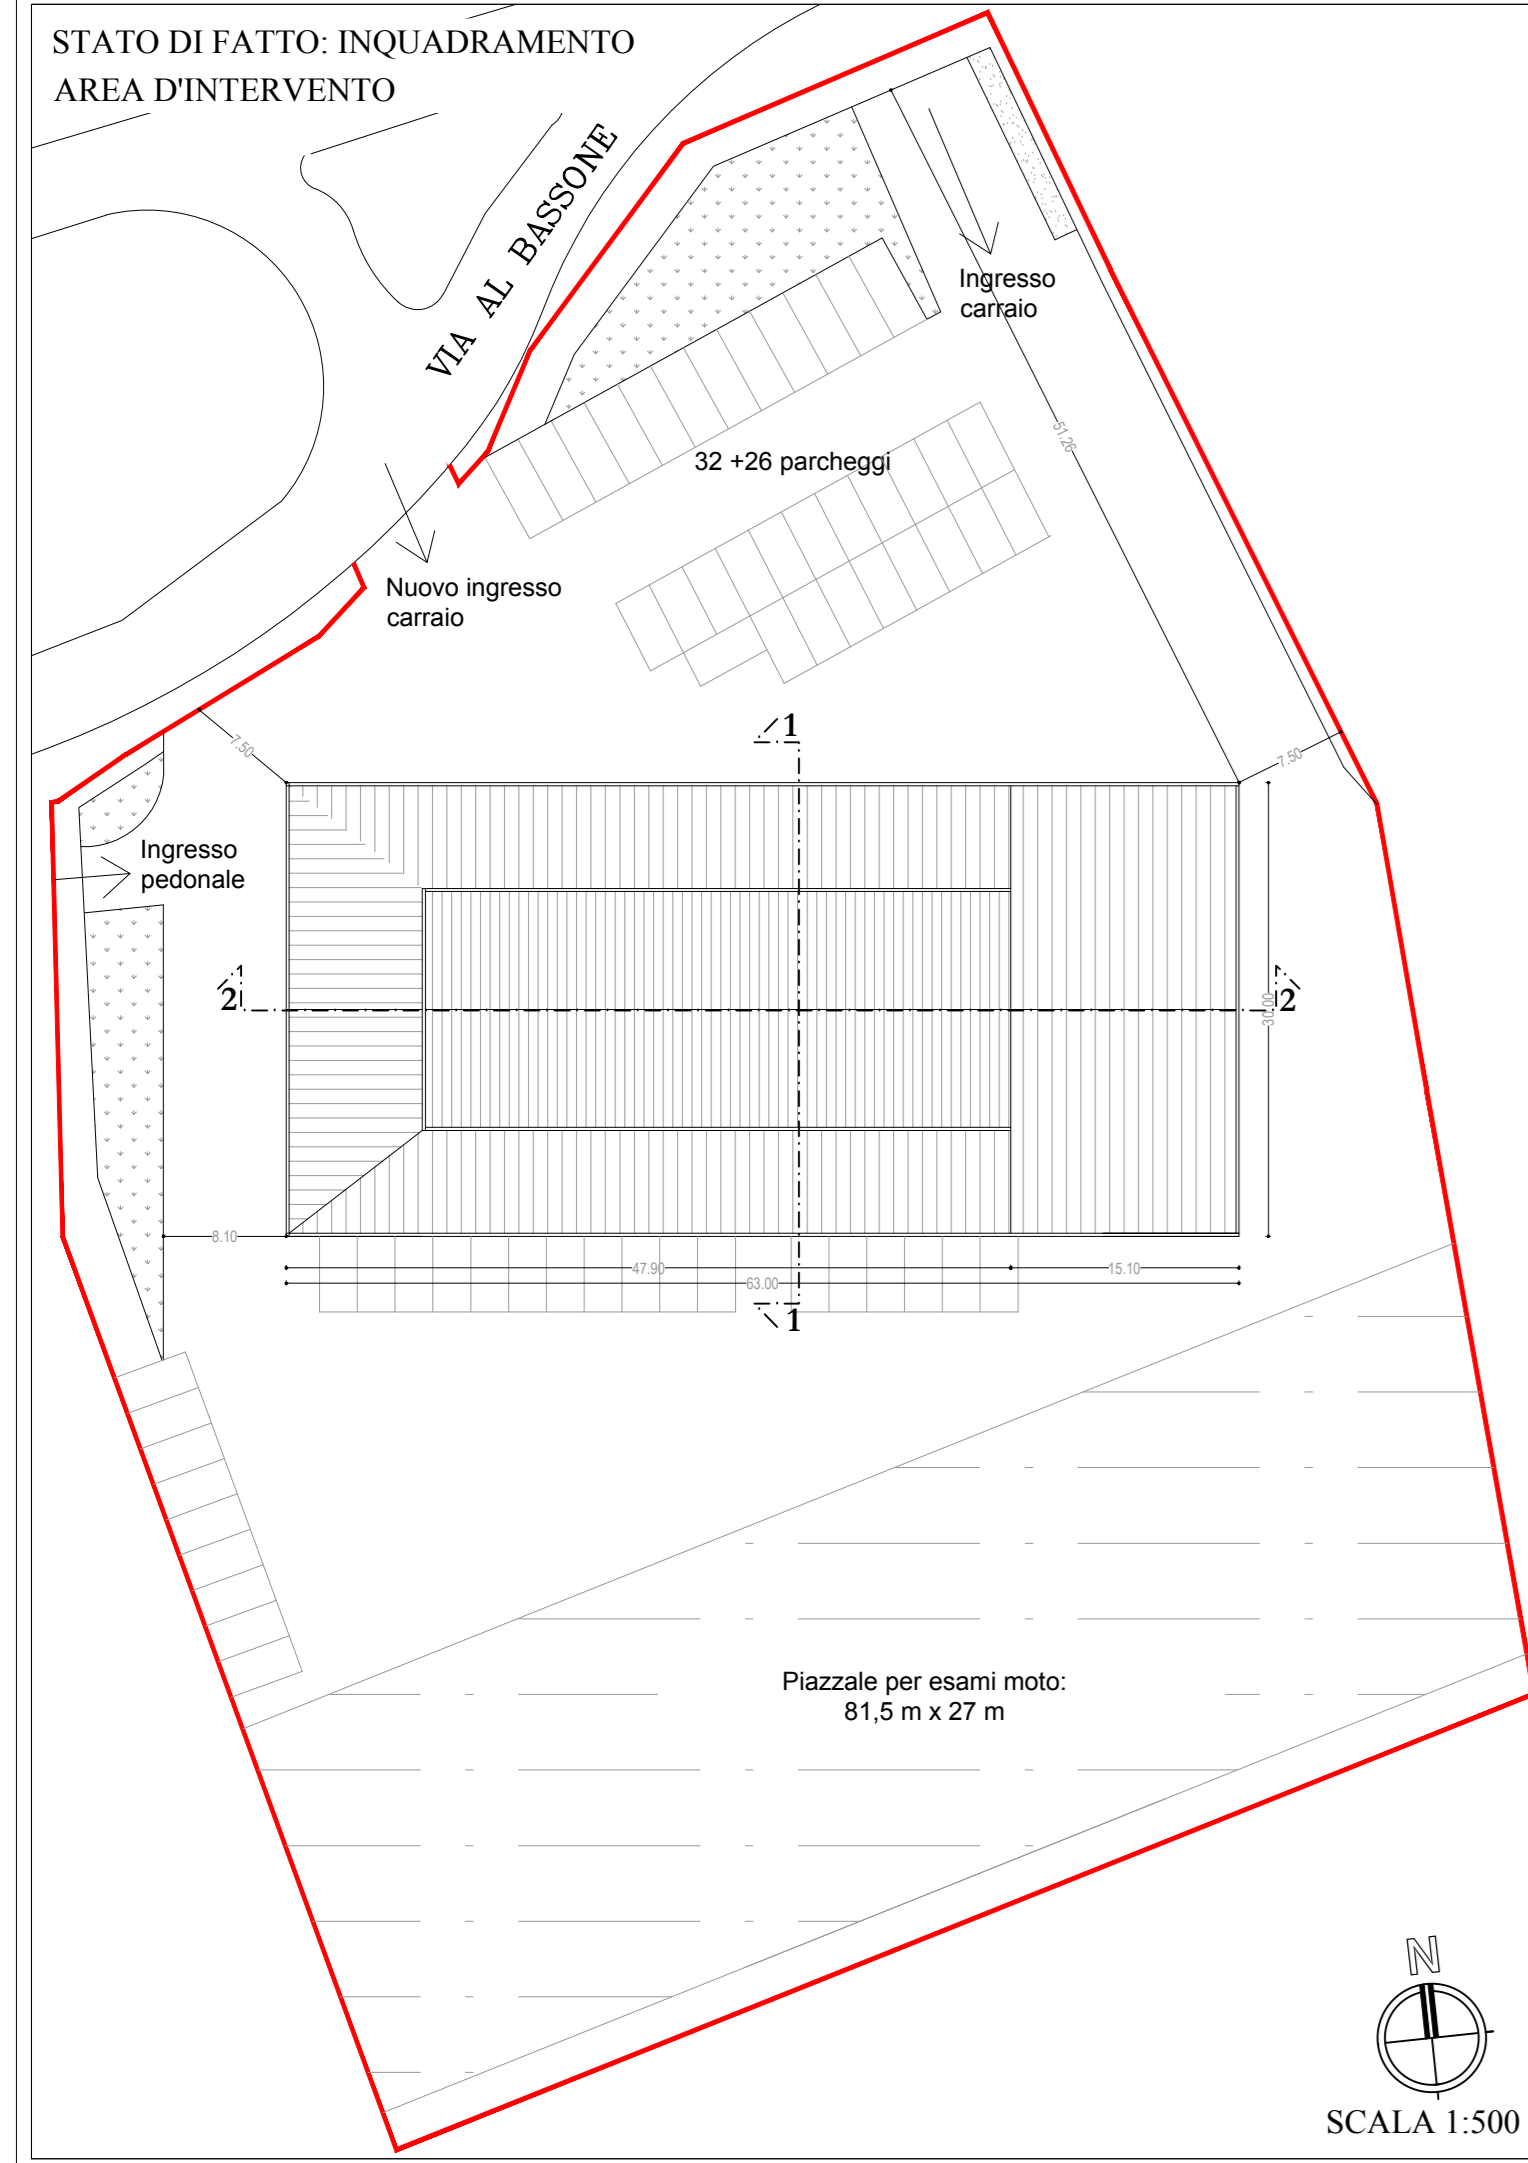 STATO DI FATTO: INQUADRAMENTO
AREA D'INTERVENTO
VIA AL BASSONE
Ingresso
carraio
51.26
32 +26 parcheggi
Nuovo ingresso
carraio
7.50
1
7.50
Ingresso
pedonale
2
2
30.00
8.10
47.90
15.10
63.00
1
Piazzale per esami moto:
81,5 m x 27 m
N
SCALA 1:500